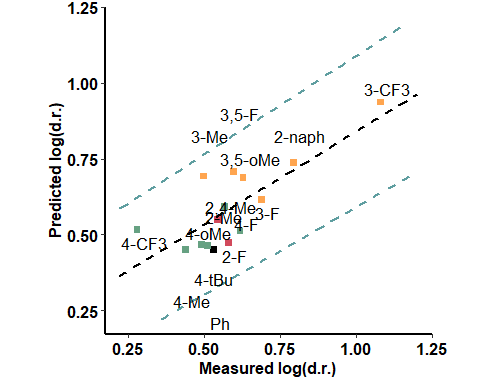 1.25
1.00
0.75
0.50
0.25
Predicted log(d.r.)
3-CF3
3,5-F
3-Me
2-naph
3,5-oMe
2,4-Me
2-Me
3-F
4-F
4-oMe
4-CF3
2-F
4-tBu
4-Me
Ph
0.25 0.50 0.75 1.00 1.25
Measured log(d.r.)